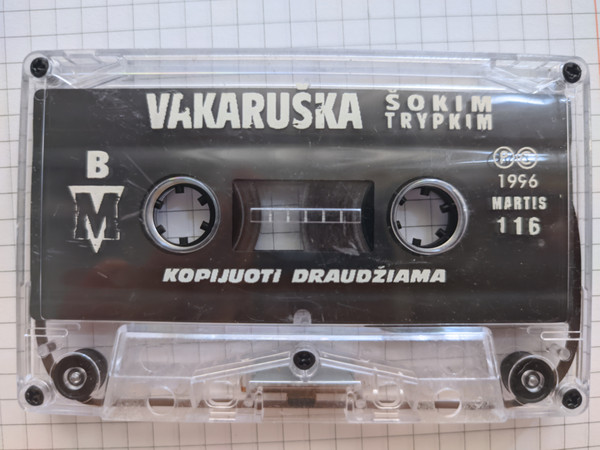 VAKARUŠKA
ŠOKIM
TRYPKIM
B
M
Ⓟ Ⓒ
1996
MARTIS
116
KOPIJUOTI DRAUDŽIAMA